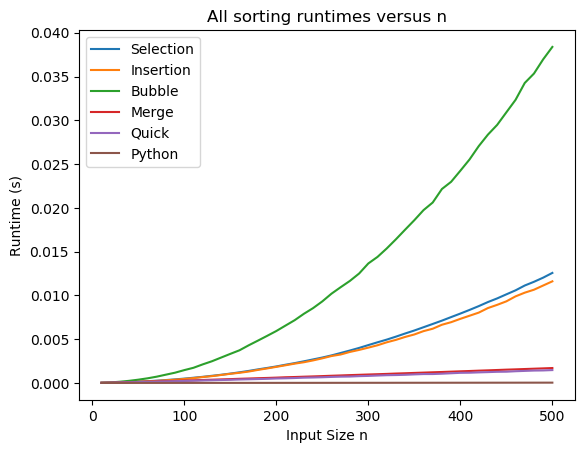 All sorting runtimes versus n
Selection
Insertion
Bubble
Merge
Quick
Python
Runtime (s)
0.040
0.035
0.030
0.025
0.020
0.015
0.010
0.005
0.000
0
100
200
300
400
500
Input Size n